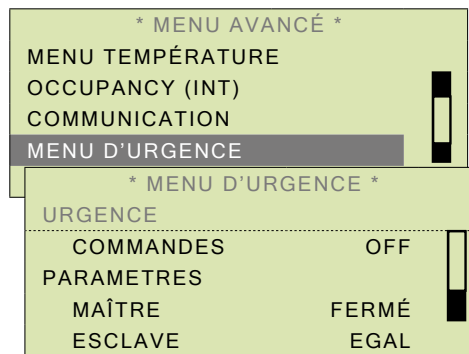 * MENU AVANCÉ *
MENU TEMPÉRATURE
OCCUPANCY (INT)
COMMUNICATION
MENU D'URGENCE
* MENU D'URGENCE *
URGENCE
COMMANDES OFF
PARAMETRES
MAÎTRE FERMÉ
ESCLAVE EGAL